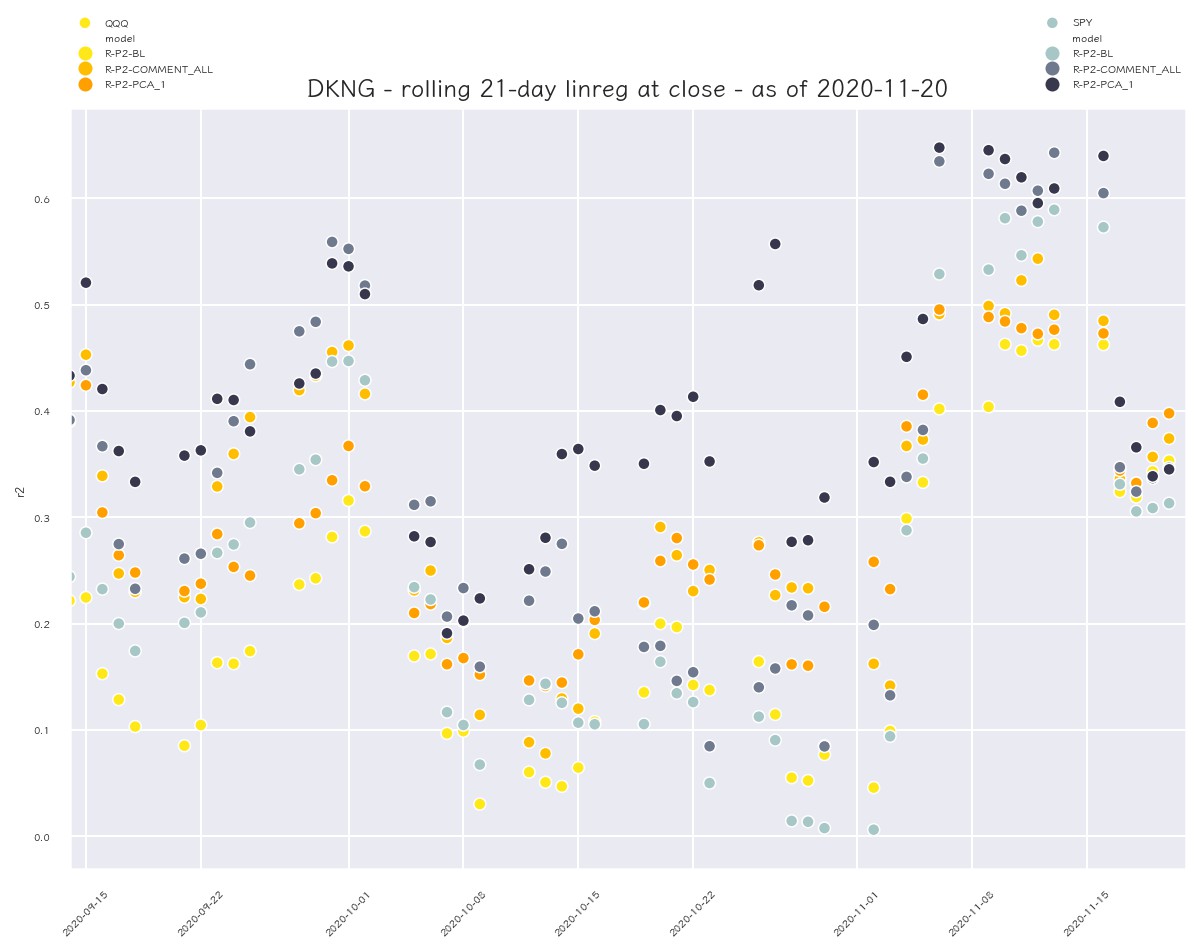 QQQ
model
R-P2-BL
R-P2-COMMENT_ALL
R-P2-PCA_1
SPY
model
R-P2-BL
R-P2-COMMENT_ALL
R-P2-PCA_1
DKNG - rolling 21-day linreg at close - as of 2020-11-20
0.6
0.5
0.4
0.3
0.2
0.1
0.0
r2
2020-09-15
2020-09-22
2020-10-01
2020-10-08
2020-10-15
2020-10-22
2020-11-01
2020-11-08
2020-11-15